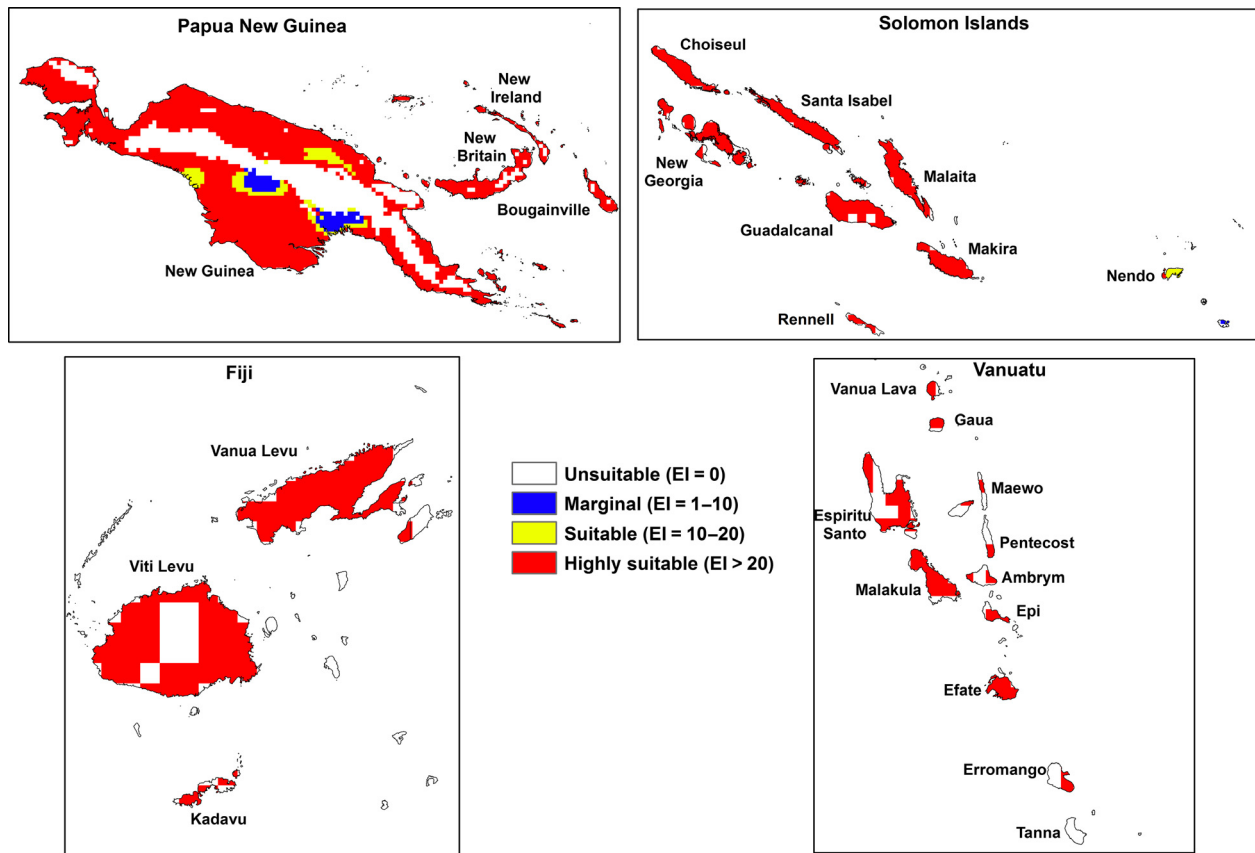 Papua New Guinea
New
Ireland
New
Britain
Bougainville
New Guinea
Solomon Islands
Choiseul
Santa Isabel
New
Georgia
Malaita
Guadalcanal
Makira
Nendo
Rennell
Fiji
Vanua Levu
Viti Levu
Kadavu
Unsuitable (EI = 0)
Marginal (EI = 1–10)
Suitable (EI = 10–20)
Highly suitable (EI > 20)
Vanuatu
Vanua Lava
Gaua
Maewo
Espiritu
Santo
Pentecost
Ambrym
Malakula
Epi
Efate
Erromango
Tanna